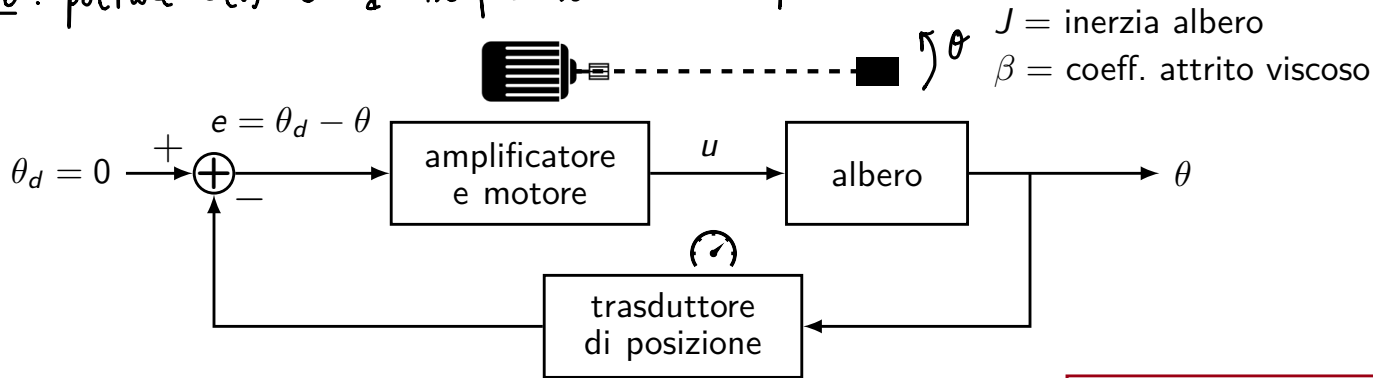 J = inerzia albero
θ
β = coeff. attrito viscoso
e = θ_d − θ
θ_d = 0
+
−
amplificatore
e motore
u
albero
θ
trasduttore
di posizione